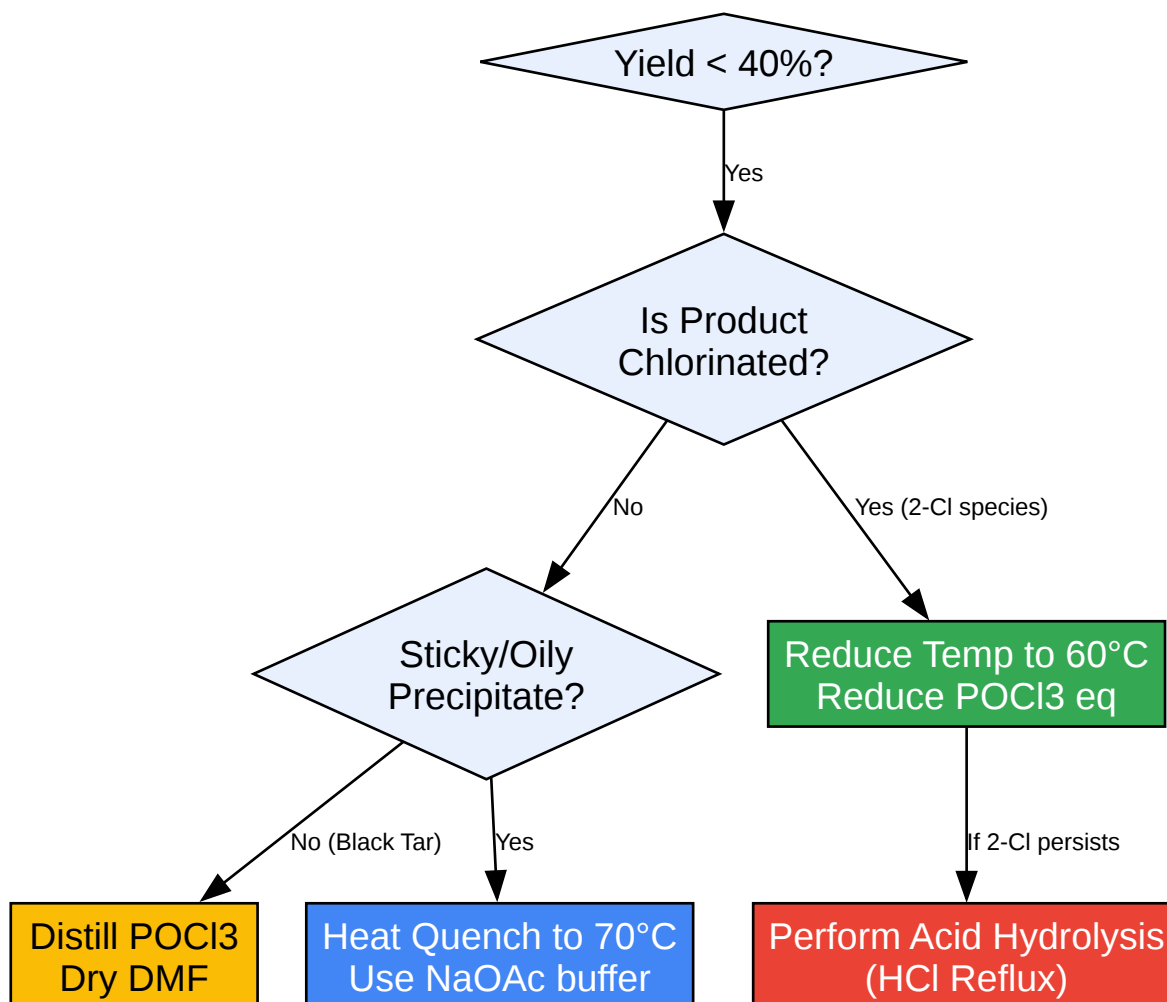 Yield < 40%?
Yes
Is Product
Chlorinated?
No
Yes (2-Cl species)
Sticky/Oily
Precipitate?
Reduce Temp to 60°C
Reduce POCl3 eq
No (Black Tar)
Yes
If 2-Cl persists
Distill POCl3
Dry DMF
Heat Quench to 70°C
Use NaOAc buffer
Perform Acid Hydrolysis
(HCl Reflux)